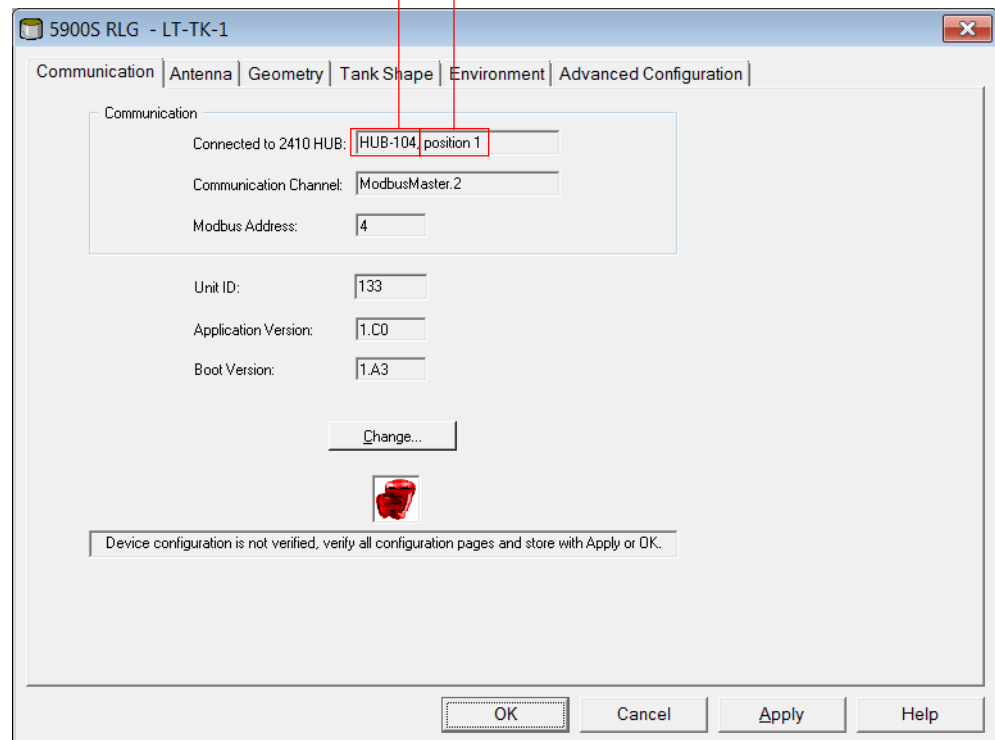 5900S RLG - LT-TK-1
Communication Antenna Geometry Tank Shape Environment Advanced Configuration
Communication
Connected to 2410 HUB: HUB-104, position 1
Communication Channel: ModbusMaster.2
Modbus Address: 4
Unit ID: 133
Application Version: 1.C0
Boot Version: 1.A3
Change...
Device configuration is not verified, verify all configuration pages and store with Apply or OK.
OK Cancel Apply Help